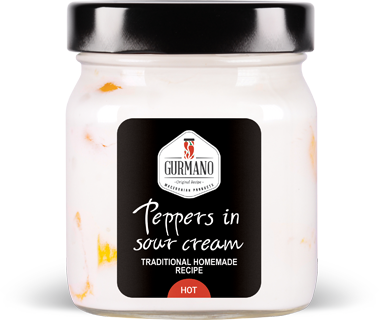 GURMANO
Original Recipe
MACEDONIAN PRODUCTS
Peppers in
sour cream
TRADITIONAL HOMEMADE
RECIPE
HOT